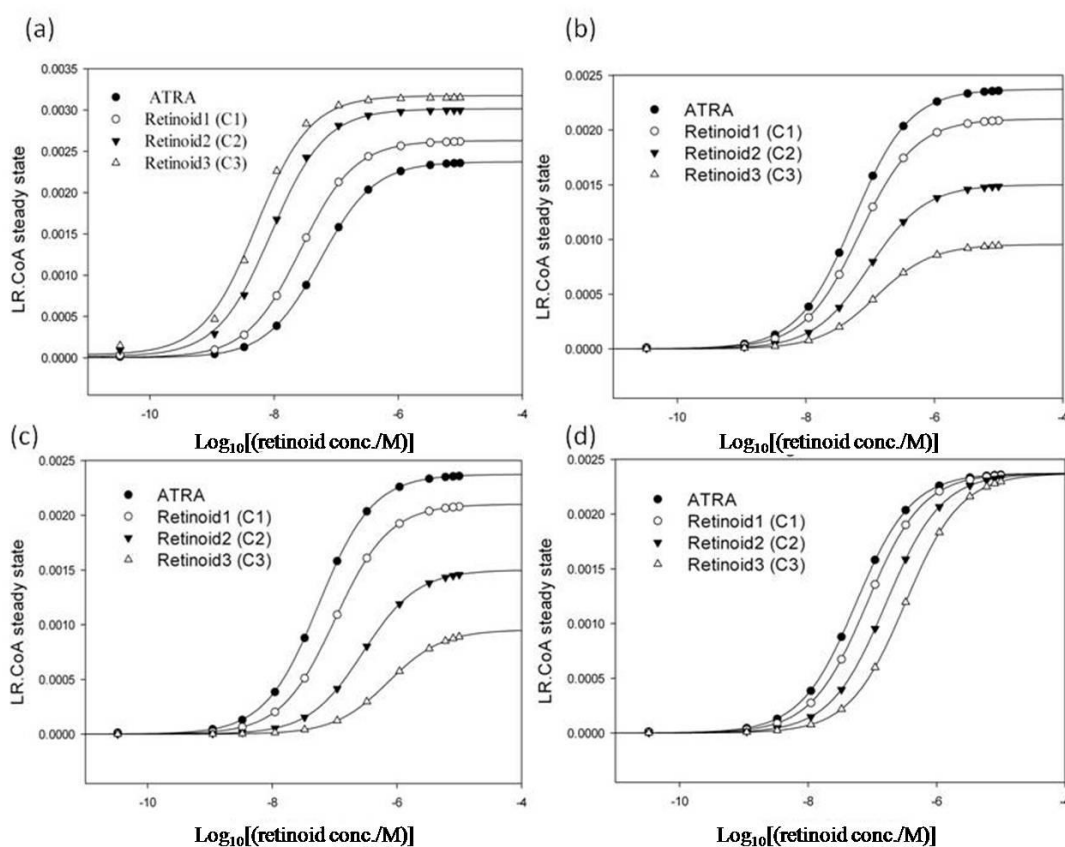 (a)
LR.CoA steady state
0.0035
0.0030
0.0025
0.0020
0.0015
0.0010
0.0005
0.0000
ATRA
Retinoid1 (C1)
Retinoid2 (C2)
Retinoid3 (C3)
-10
-8
-6
-4
Log10[(retinoid conc./M)]
(b)
LR.CoA steady state
0.0025
0.0020
0.0015
0.0010
0.0005
0.0000
ATRA
Retinoid1 (C1)
Retinoid2 (C2)
Retinoid3 (C3)
-10
-8
-6
-4
Log10[(retinoid conc./M)]
(c)
LR.CoA steady state
0.0025
0.0020
0.0015
0.0010
0.0005
0.0000
ATRA
Retinoid1 (C1)
Retinoid2 (C2)
Retinoid3 (C3)
-10
-8
-6
-4
Log10[(retinoid conc./M)]
(d)
LR.CoA steady state
0.0025
0.0020
0.0015
0.0010
0.0005
0.0000
ATRA
Retinoid1 (C1)
Retinoid2 (C2)
Retinoid3 (C3)
-10
-8
-6
-4
Log10[(retinoid conc./M)]